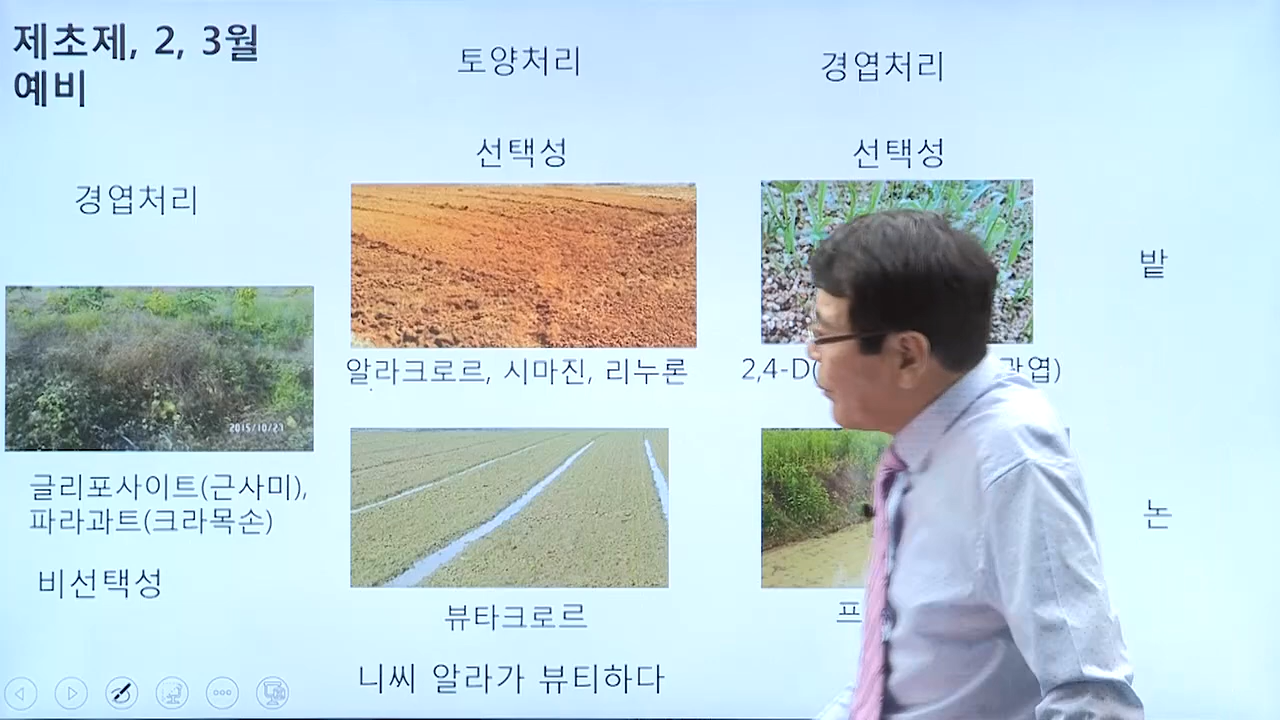 제초제, 2, 3월
예비
토양처리
경엽처리
선택성
선택성
경엽처리
밭
알라크로르, 시마진, 리누론
2,4-D(
엽)
2015/10/27
글리포사이트(근사미),
파라과트(크라목손)
논
비선택성
뷰타크로르
프
니씨 알라가 뷰티하다